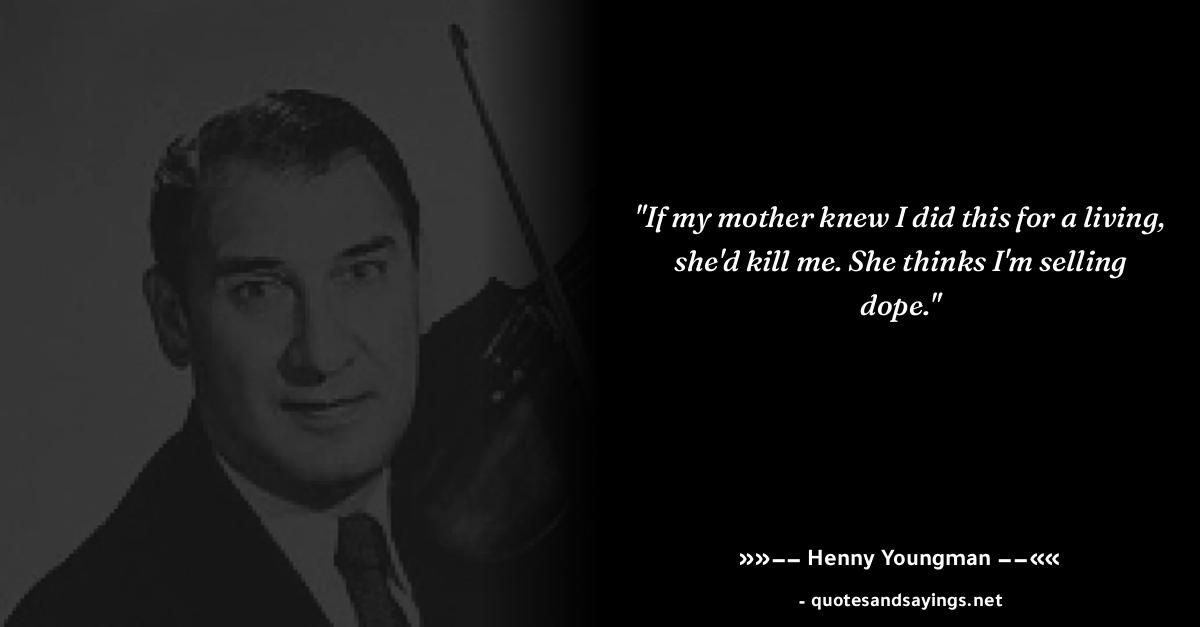 "If my mother knew I did this for a living,
she'd kill me. She thinks I'm selling
dope."
»»–– Henny Youngman ––««
- quotesandsayings.net